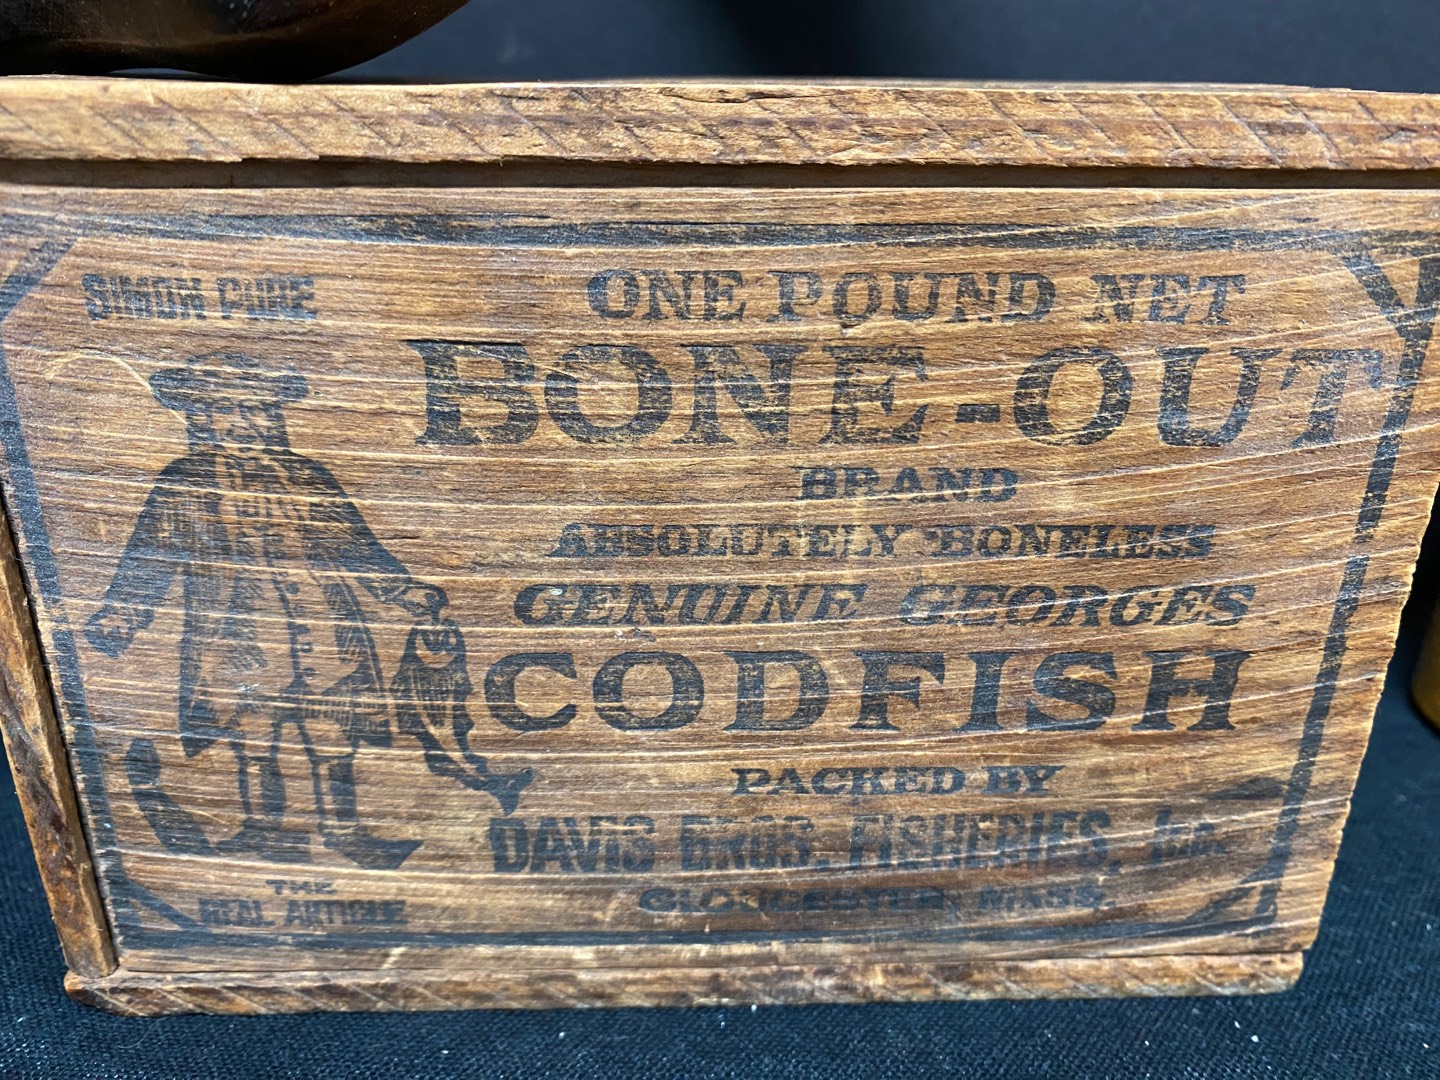 SIMON PURE
ONE POUND NET
BONE-OUT
BRAND
ABSOLUTELY BONELESS
GENUINE GEORGES
CODFISH
PACKED BY
DAVIS BROS. FISHERIES, Inc.
GLOUCESTER, MASS.
THE
REAL ARTICLE